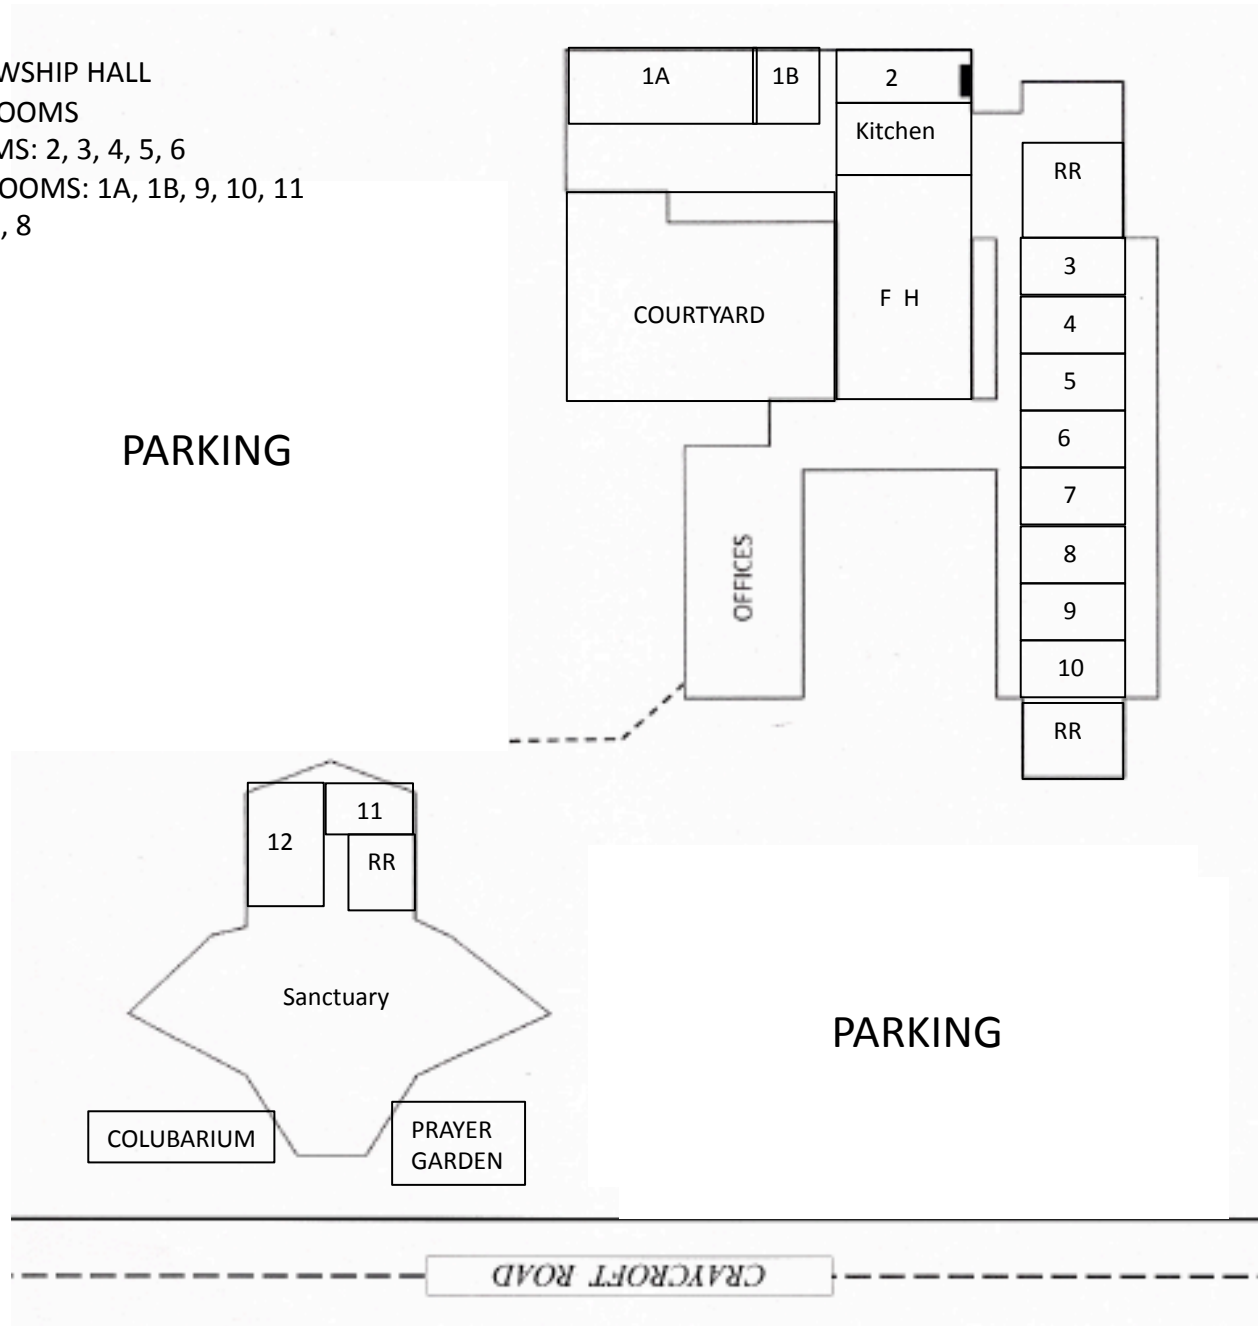 WSHIP HALL
OOMS
MS: 2, 3, 4, 5, 6
OOMS: 1A, 1B, 9, 10, 11
, 8
1A
1B
2
Kitchen
RR
3
F H
COURTYARD
4
5
6
PARKING
7
8
OFFICES
9
10
RR
11
12
RR
Sanctuary
PARKING
COLUBARIUM
PRAYER
GARDEN
CRAYCROFT ROAD